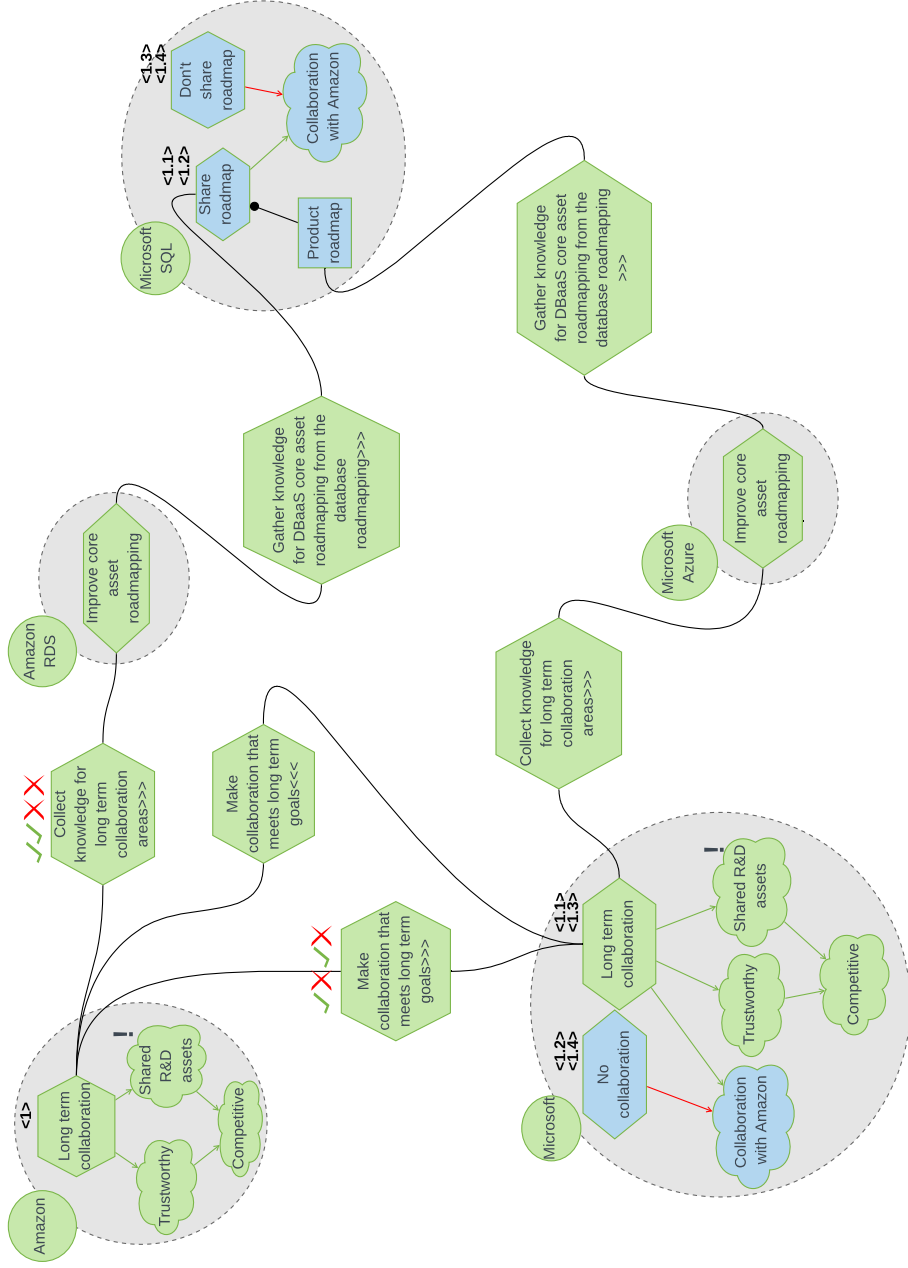 Amazon
<1>
Long term
collaboration
Trustworthy
Shared
R&D
assets
!
Competitive
Collect
knowledge for
long term
collaboration
areas>>>
Amazon
RDS
Improve core
asset
roadmapping
Make
collaboration that
meets long term
goals<<<
Make
collaboration that
meets long term
goals>>>
Gather knowledge
for DBaaS core asset
roadmapping from the
database
roadmapping>>>
Microsoft
SQL
<1.1>
<1.2>
Share
roadmap
<1.3>
<1.4>
Don't
share
roadmap
Product
roadmap
Collaboration
with Amazon
Microsoft
<1.2>
<1.4>
No
collaboration
<1.1>
<1.3>
Long term
collaboration
Collaboration
with Amazon
Trustworthy
Shared R&D
assets
!
Competitive
Collect knowledge
for long term
collaboration
areas>>>
Microsoft
Azure
Improve core
asset
roadmapping
Gather knowledge
for DBaaS core asset
roadmapping from the
database roadmapping
>>>